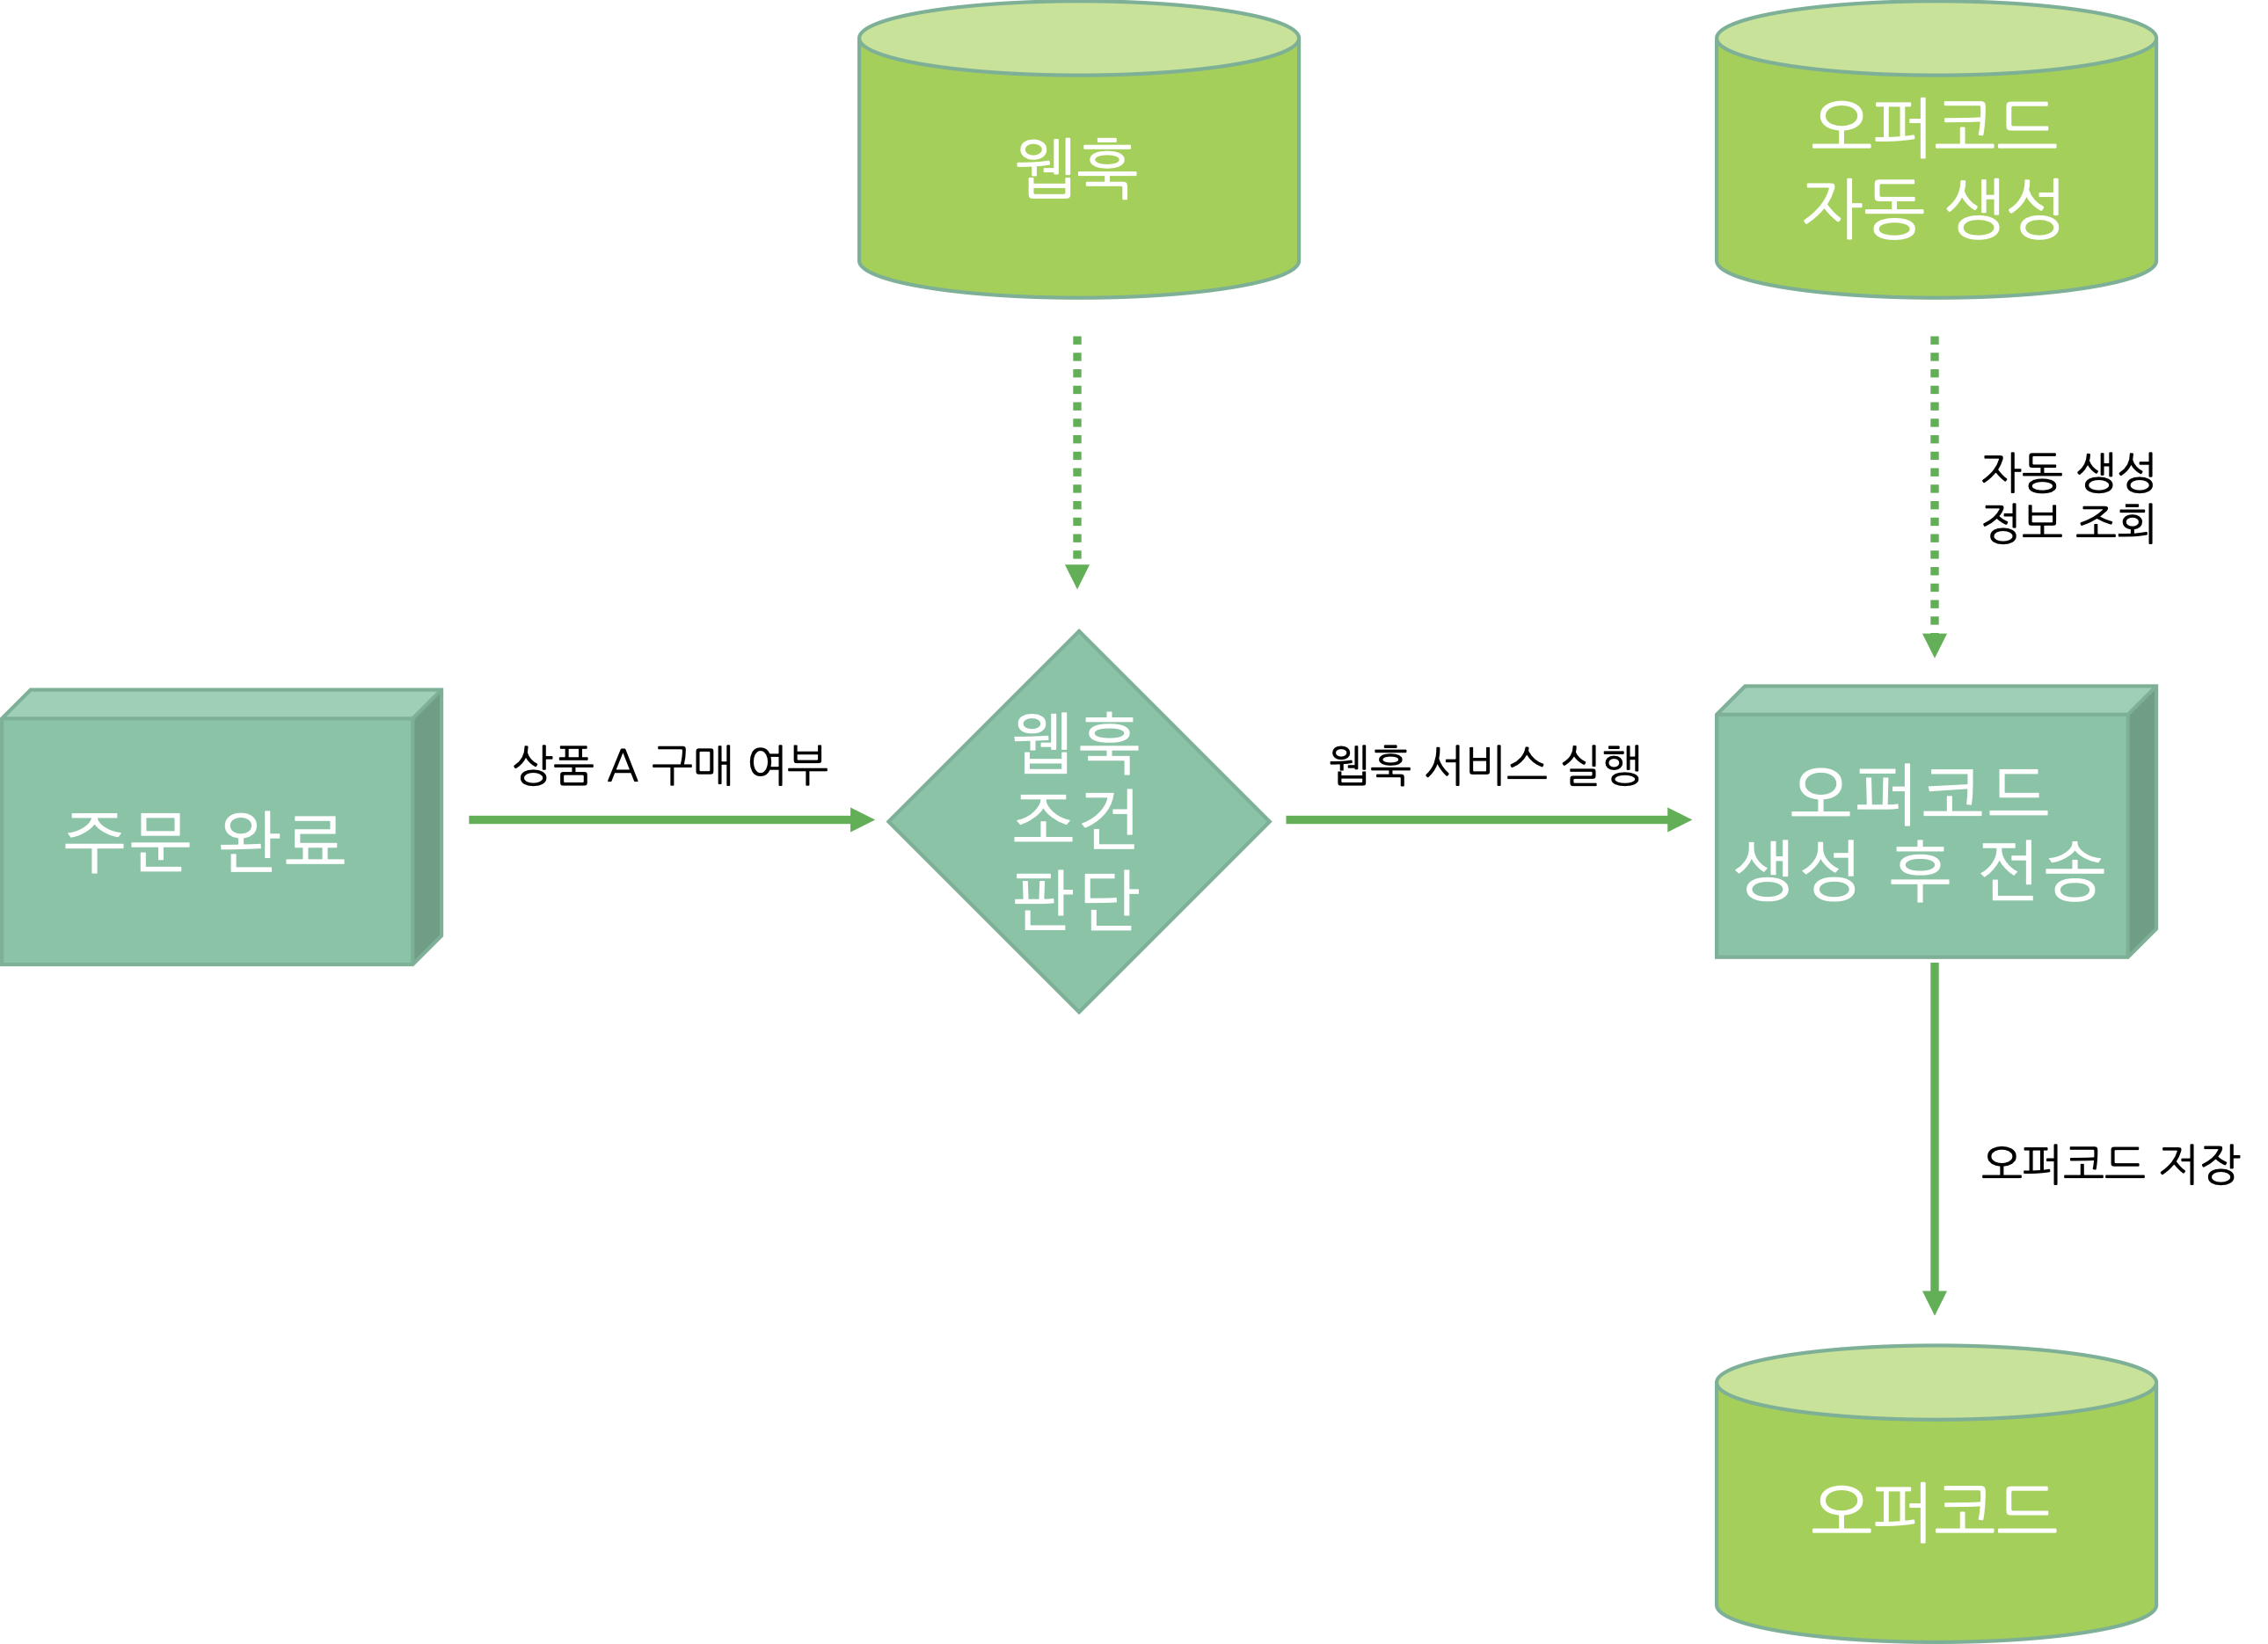 웹훅
오퍼코드
자동 생성
자동 생성
정보 조회
주문 완료
상품 A 구매 여부
웹훅
조건
판단
웹훅 서비스 실행
오퍼코드
생성 후 전송
오퍼코드 저장
오퍼코드